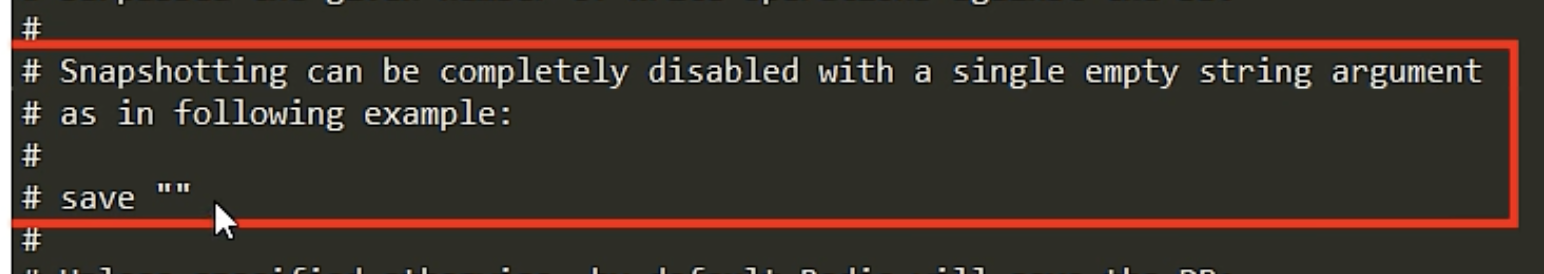 #
# Snapshotting can be completely disabled with a single empty string argument
# as in following example:
#
# save ""
#